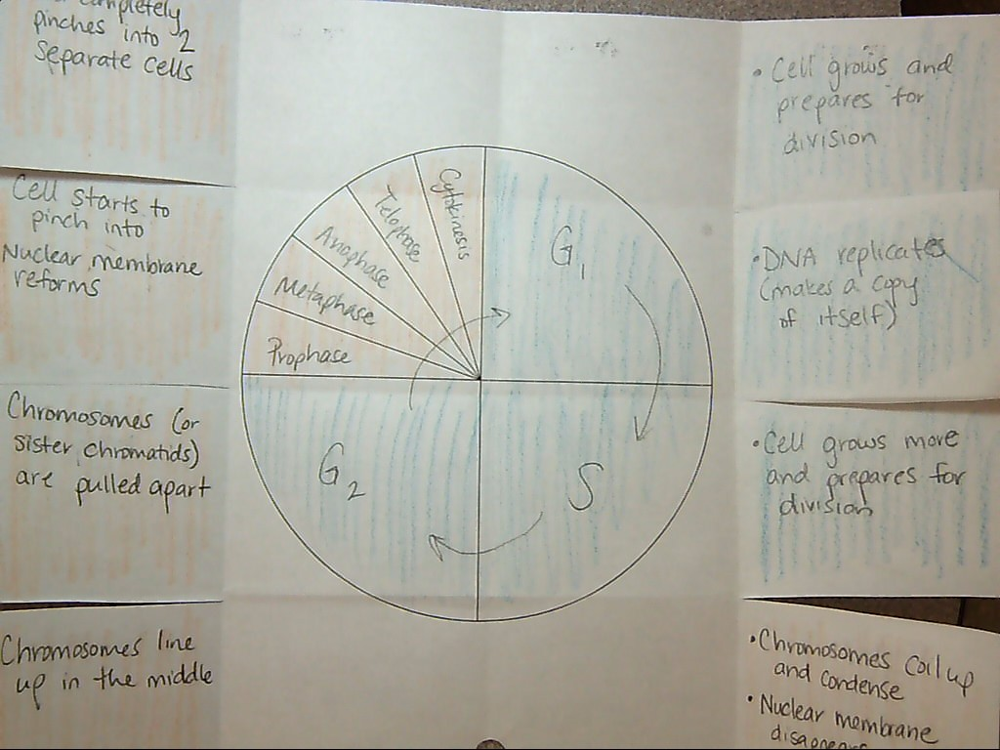 completely
pinches into 2
separate cells
Cell starts to
pinch into
Nuclear membrane
reforms
Chromosomes (or
sister chromatids)
are pulled apart
Chromosomes line
up in the middle
Cytkinesis
Telophase
Anaphase
Metaphase
Prophase
G1
S
G2
• Cell grows and
prepares for
division
• DNA replicates
(makes a copy
of itself)
• Cell grows more
and prepares for
division
• Chromosomes coil up
and condense
• Nuclear membrane
disappears